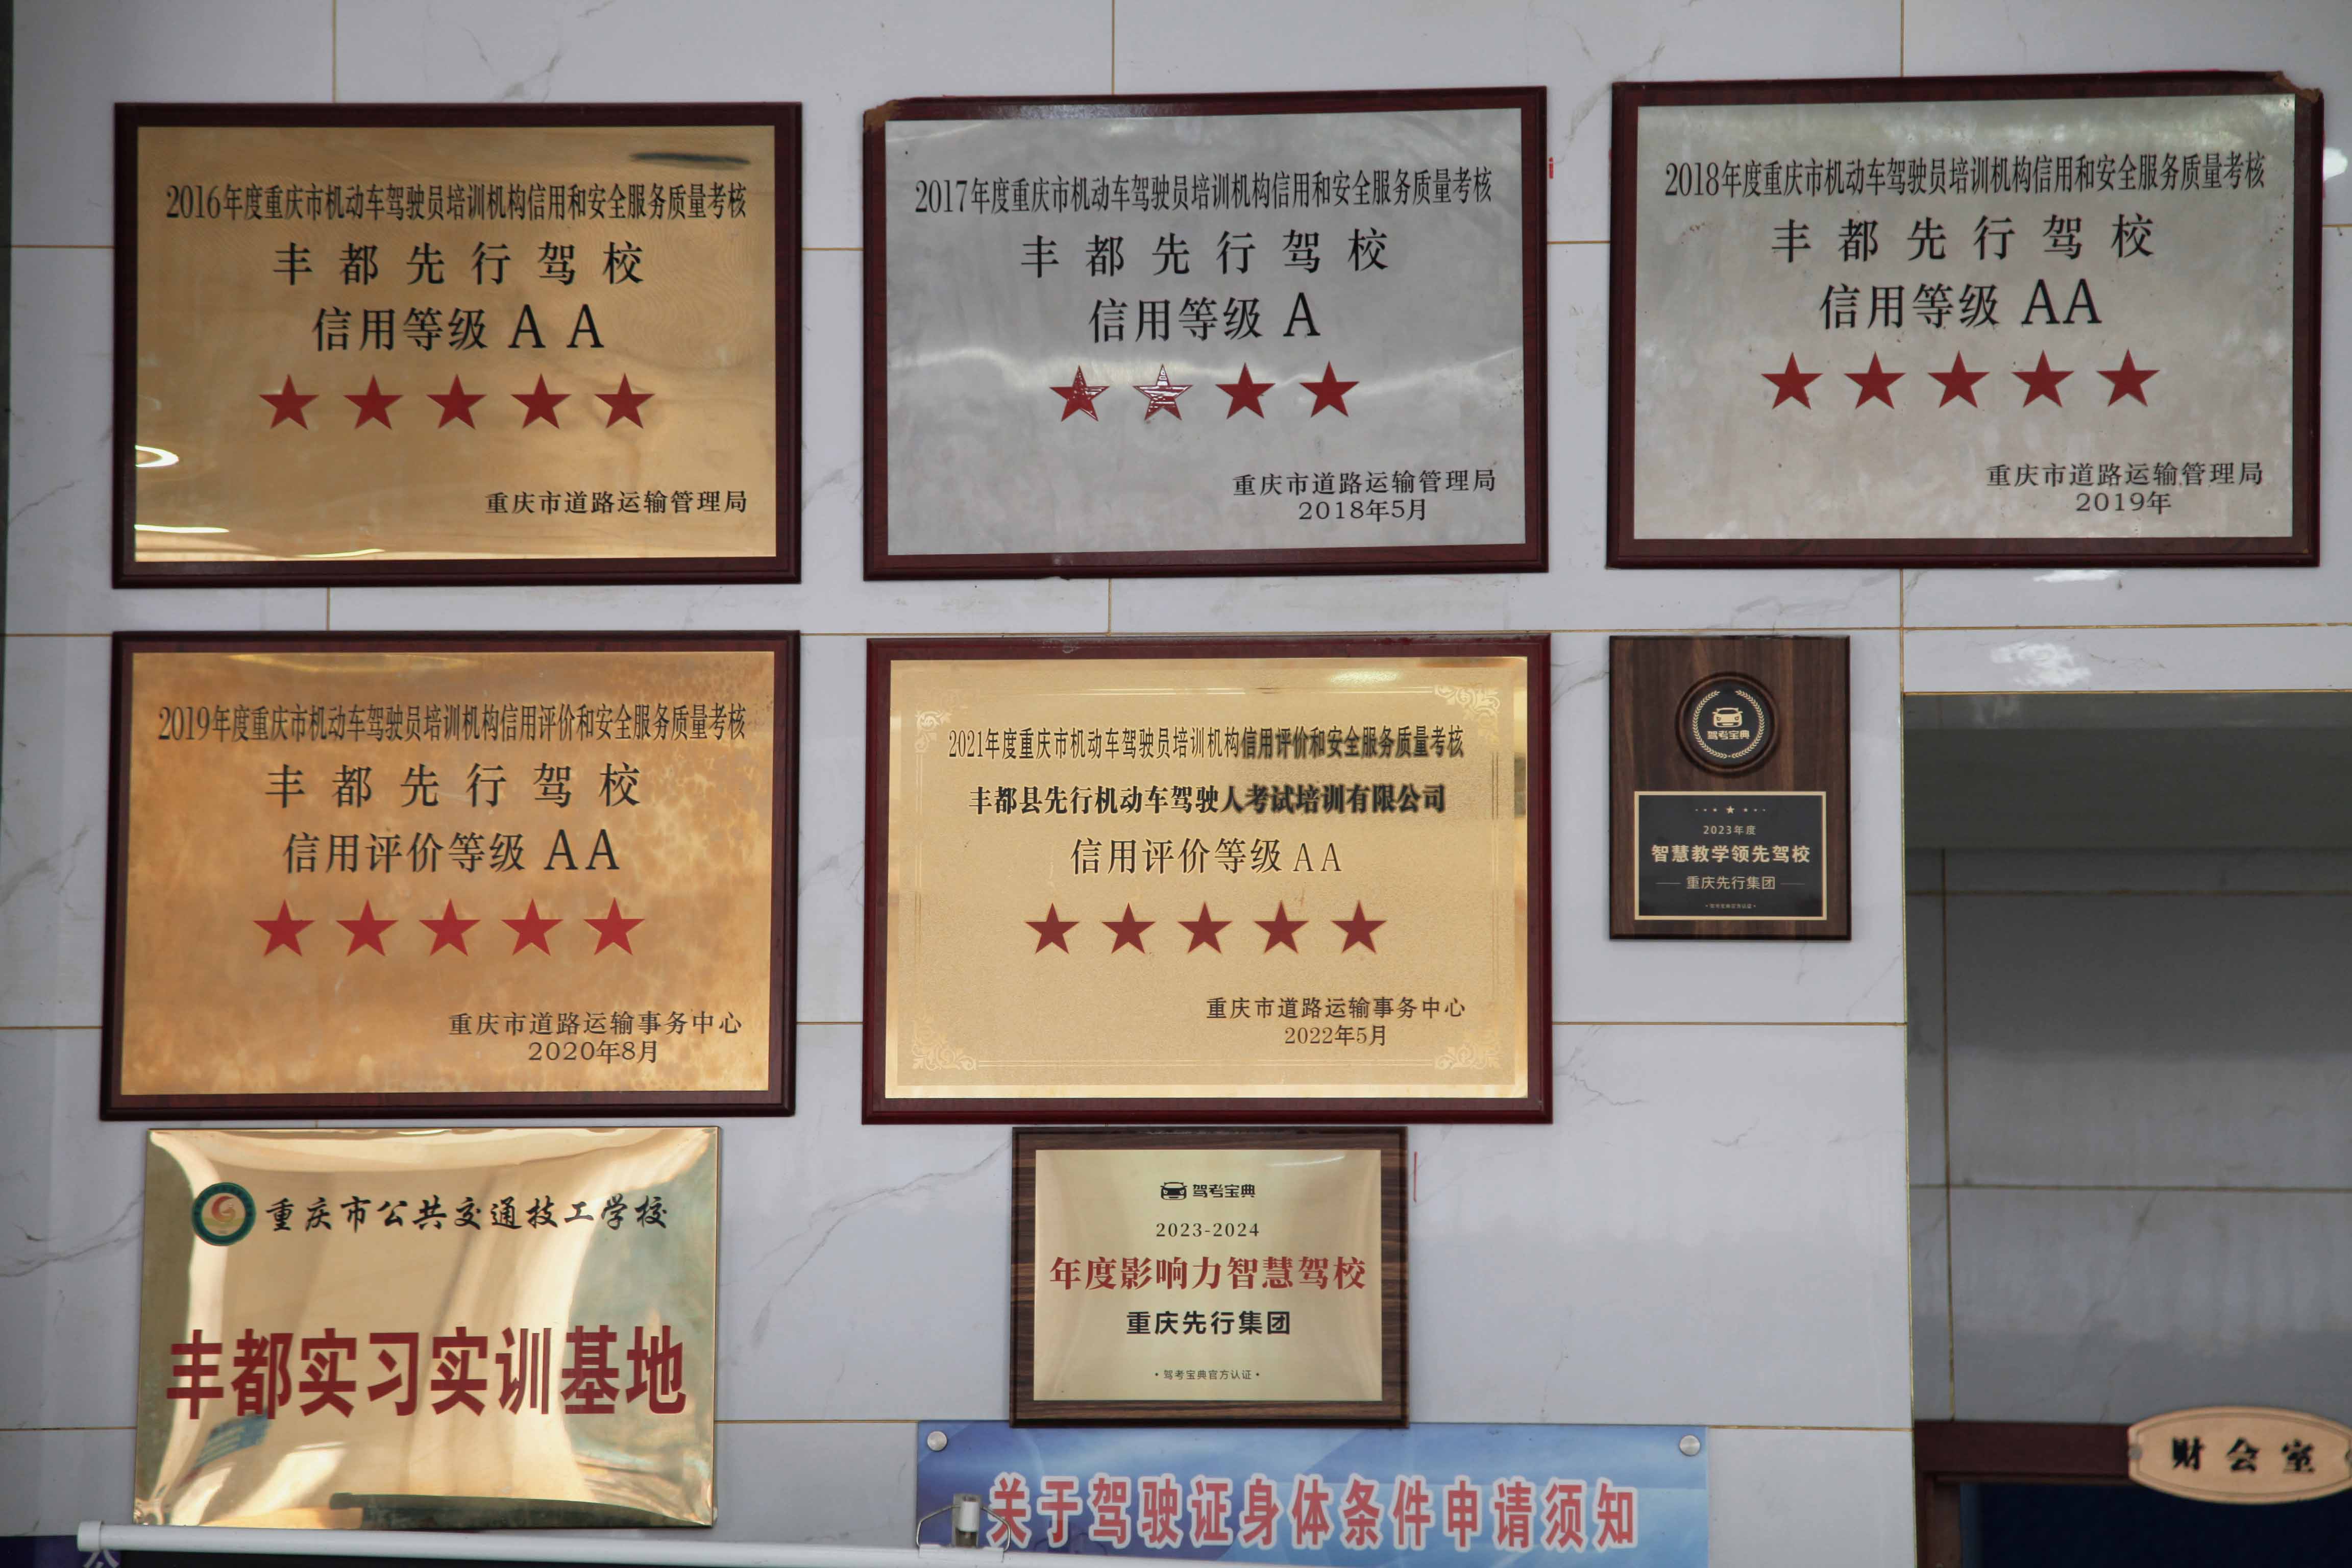 2016年度重庆市机动车驾驶员培训机构信用和安全服务质量考核
丰都先行驾校
信用等级 A A
重庆市道路运输管理局
2017年度重庆市机动车驾驶员培训机构信用和安全服务质量考核
丰都先行驾校
信用等级 A
重庆市道路运输管理局
2018年5月
2018年度重庆市机动车驾驶员培训机构信用和安全服务质量考核
丰都先行驾校
信用等级 AA
重庆市道路运输管理局
2019年
2019年度重庆市机动车驾驶员培训机构信用评价和安全服务质量考核
丰都先行驾校
信用评价等级 AA
重庆市道路运输事务中心
2020年8月
2021年度重庆市机动车驾驶员培训机构信用评价和安全服务质量考核
丰都县先行机动车驾驶人考试培训有限公司
信用评价等级 AA
重庆市道路运输事务中心
2022年5月
驾考宝典
2023年度
智慧教学领先驾校
重庆先行集团
•驾考宝典官方认证•
重庆市公共交通技工学校
丰都实习实训基地
驾考宝典
2023-2024
年度影响力智慧驾校
重庆先行集团
•驾考宝典官方认证•
关于驾驶证身体条件申请须知
财会室
公